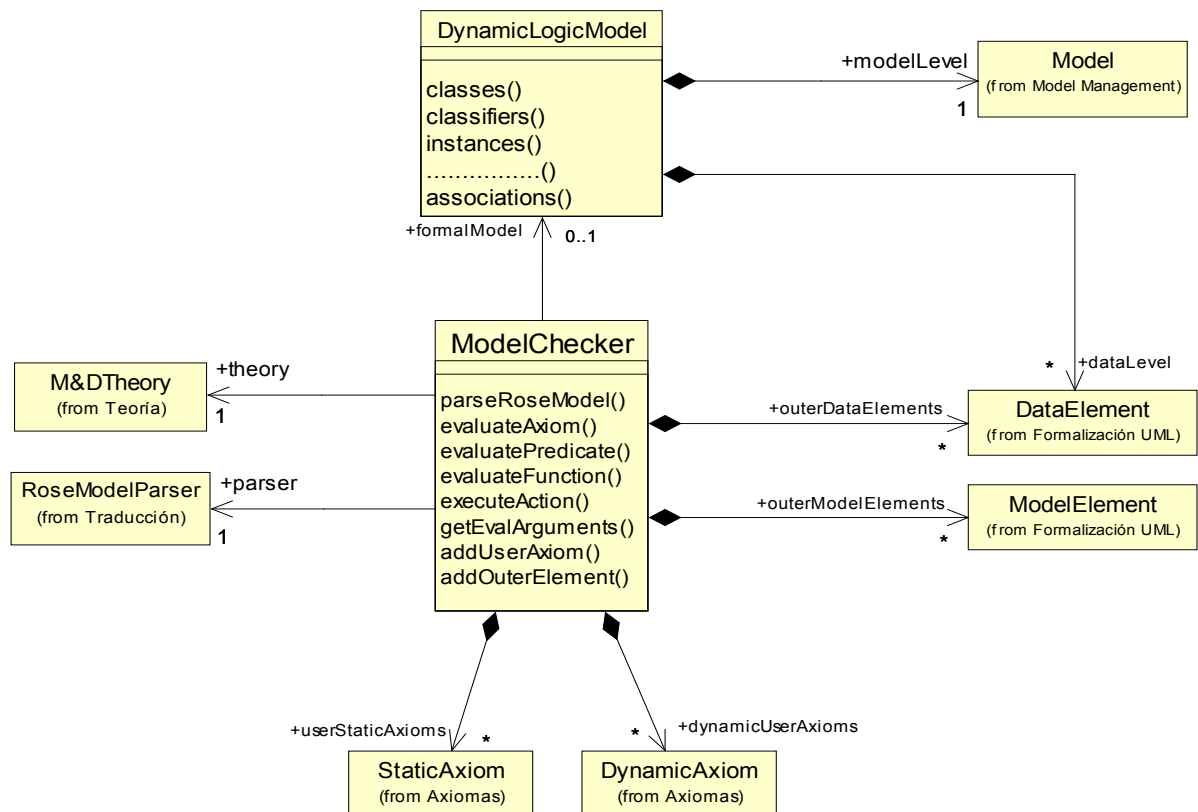 DynamicLogicModel
classes()
classifiers()
instances()
................()
associations()
+modelLevel
1
Model
(from Model Management)
+formalModel
0..1
*
+dataLevel
ModelChecker
parseRoseModel()
evaluateAxiom()
evaluatePredicate()
evaluateFunction()
executeAction()
getEvalArguments()
addUserAxiom()
addOuterElement()
M&DTheory
(from Teoría)
+theory
1
RoseModelParser
(from Traducción)
+parser
1
+outerDataElements
*
DataElement
(from Formalización UML)
+outerModelElements
*
ModelElement
(from Formalización UML)
+userStaticAxioms
*
*
+dynamicUserAxioms
StaticAxiom
(from Axiomas)
DynamicAxiom
(from Axiomas)